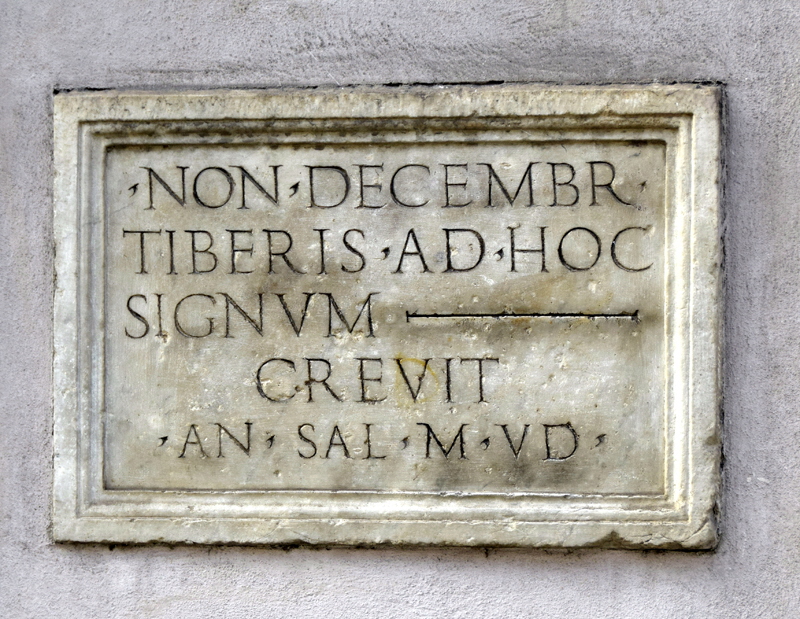 ·NON·DECEMBR·
TIBERIS·AD·HOC
SIGNVM
CREVIT
·AN·SAL·M·VD·